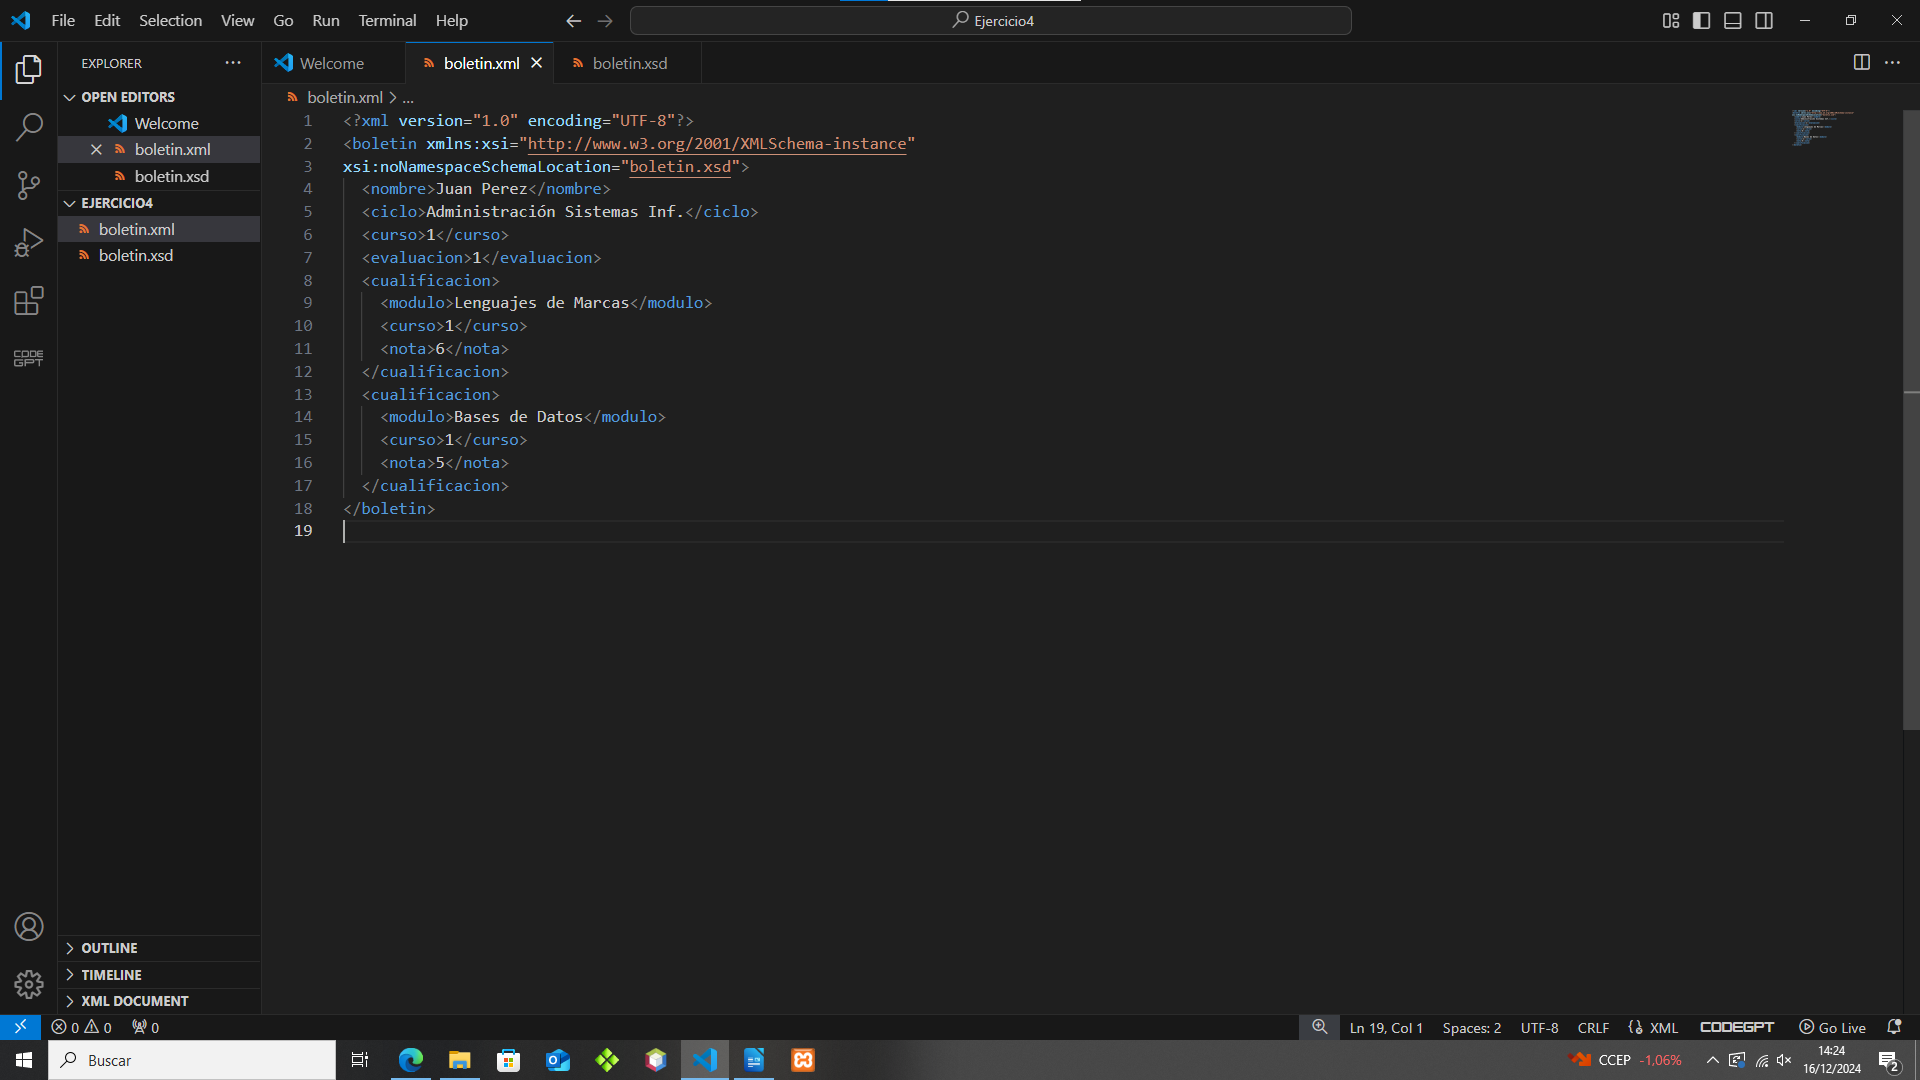 File Edit Selection View Go Run Terminal Help
Ejercicio4
EXPLORER
OPEN EDITORS
Welcome
boletin.xml
boletin.xsd
EJERCICIO4
boletin.xml
boletin.xsd
OUTLINE
TIMELINE
XML DOCUMENT
CODE GPT
Welcome boletin.xml boletin.xsd
boletin.xml > ...
1 <?xml version="1.0" encoding="UTF-8"?>
2 <boletin xmlns:xsi="http://www.w3.org/2001/XMLSchema-instance"
3 xsi:noNamespaceSchemaLocation="boletin.xsd">
4 <nombre>Juan Perez</nombre>
5 <ciclo>Administración Sistemas Inf.</ciclo>
6 <curso>1</curso>
7 <evaluacion>1</evaluacion>
8 <cualificacion>
9 <modulo>Lenguajes de Marcas</modulo>
10 <curso>1</curso>
11 <nota>6</nota>
12 </cualificacion>
13 <cualificacion>
14 <modulo>Bases de Datos</modulo>
15 <curso>1</curso>
16 <nota>5</nota>
17 </cualificacion>
18 </boletin>
19
0 0 0 Ln 19, Col 1 Spaces: 2 UTF-8 CRLF XML CODEGPT Go Live
Buscar CCEP -1,06% 14:24
16/12/2024 2